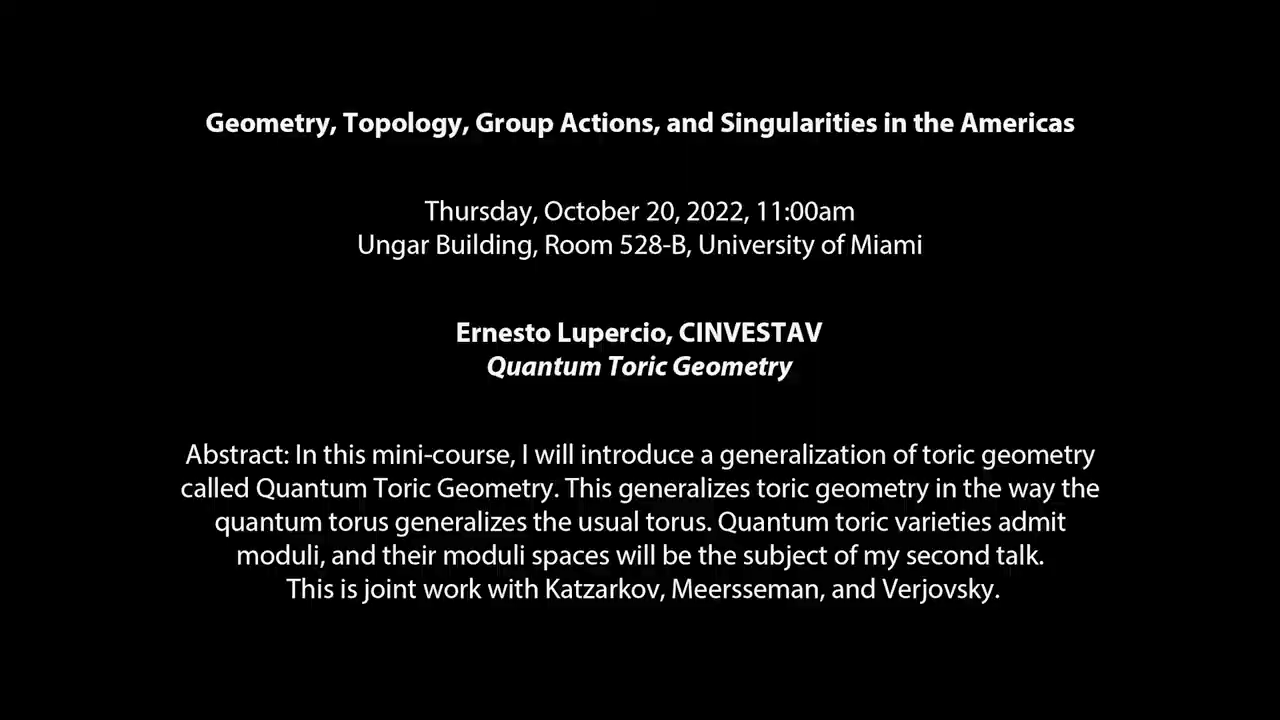 Geometry, Topology, Group Actions, and Singularities in the Americas
Thursday, October 20, 2022, 11:00am
Ungar Building, Room 528-B, University of Miami
Ernesto Lupercio, CINVESTAV
Quantum Toric Geometry
Abstract: In this mini-course, I will introduce a generalization of toric geometry
called Quantum Toric Geometry. This generalizes toric geometry in the way the
quantum torus generalizes the usual torus. Quantum toric varieties admit
moduli, and their moduli spaces will be the subject of my second talk.
This is joint work with Katzarkov, Meersseman, and Verjovsky.